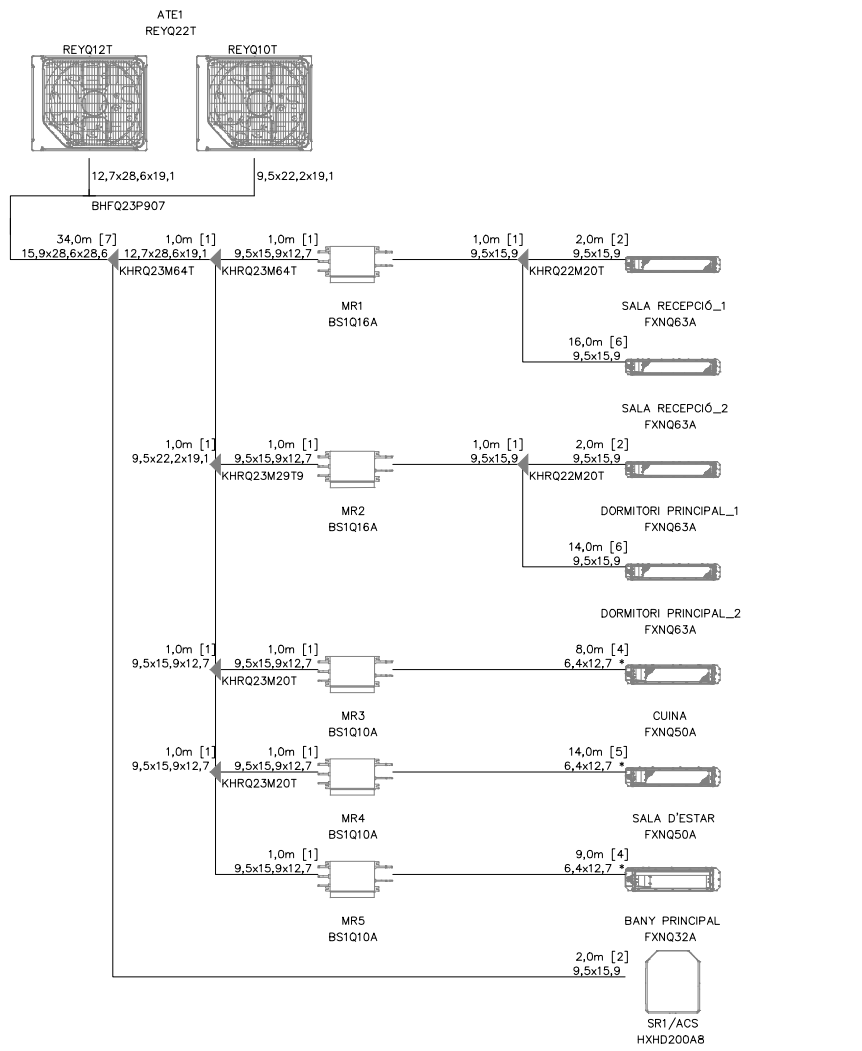 ATE1
REYQ22T
REYQ12T
REYQ10T
12,7x28,6x19,1
9,5x22,2x19,1
BHFQ23P907
34,0m [7]
1,0m [1]
1,0m [1]
1,0m [1]
2,0m [2]
15,9x28,6x28,6
12,7x28,6x19,1
9,5x15,9x12,7
9,5x15,9
9,5x15,9
KHRQ23M64T
KHRQ23M64T
KHRQ22M20T
MR1
BS1Q16A
SALA RECEPCIÓ_1
FXNQ63A
16,0m [6]
9,5x15,9
SALA RECEPCIÓ_2
FXNQ63A
1,0m [1]
1,0m [1]
1,0m [1]
2,0m [2]
9,5x22,2x19,1
9,5x15,9x12,7
9,5x15,9
9,5x15,9
KHRQ23M29T9
KHRQ22M20T
MR2
BS1Q16A
DORMITORI PRINCIPAL_1
FXNQ63A
14,0m [6]
9,5x15,9
DORMITORI PRINCIPAL_2
FXNQ63A
1,0m [1]
1,0m [1]
8,0m [4]
9,5x15,9x12,7
9,5x15,9x12,7
6,4x12,7 *
KHRQ23M20T
MR3
BS1Q10A
CUINA
FXNQ50A
1,0m [1]
1,0m [1]
14,0m [5]
9,5x15,9x12,7
9,5x15,9x12,7
6,4x12,7 *
KHRQ23M20T
MR4
BS1Q10A
SALA D'ESTAR
FXNQ50A
1,0m [1]
9,0m [4]
9,5x15,9x12,7
6,4x12,7 *
MR5
BS1Q10A
BANY PRINCIPAL
FXNQ32A
2,0m [2]
9,5x15,9
SR1/ACS
HXHD200A8